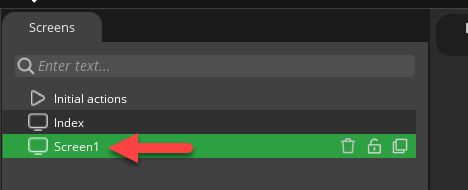 Screens
Enter text...
Initial actions
Index
Screen1